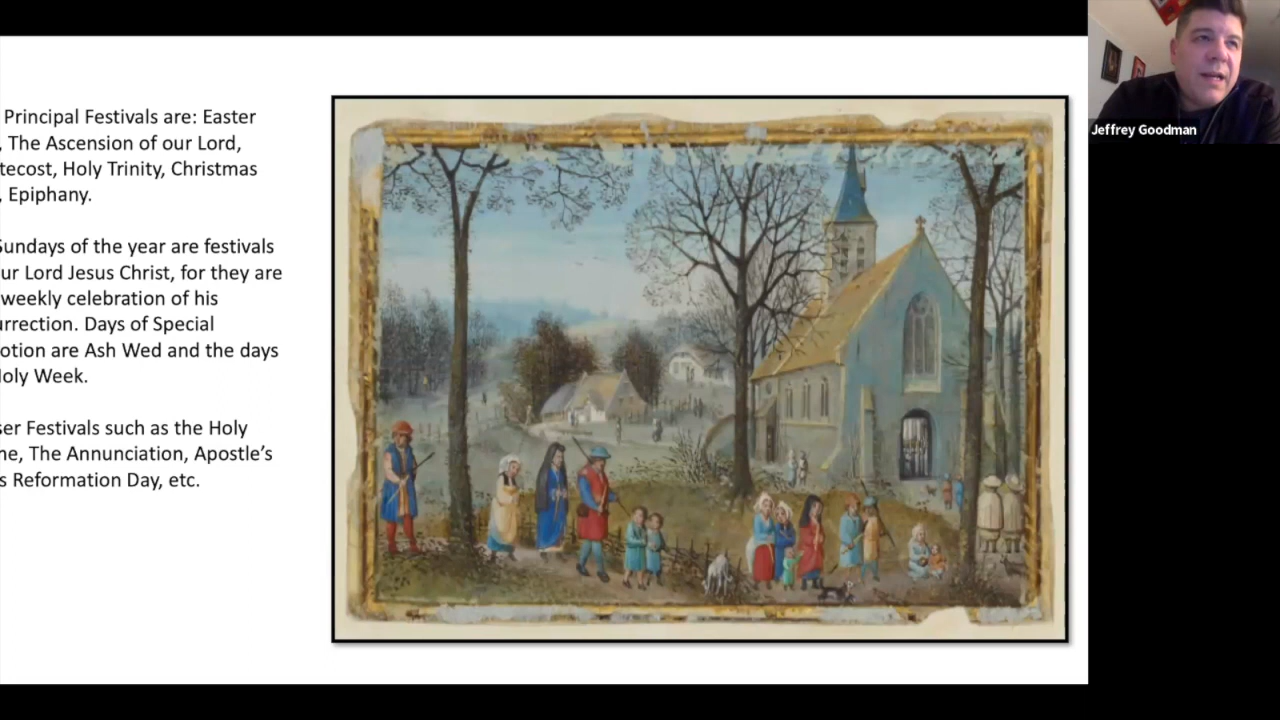 Principal Festivals are: Easter
, The Ascension of our Lord,
tecost, Holy Trinity, Christmas
, Epiphany.
Sundays of the year are festivals
ur Lord Jesus Christ, for they are
weekly celebration of his
urrection. Days of Special
otion are Ash Wed and the days
Holy Week.
ser Festivals such as the Holy
me, The Annunciation, Apostle’s
s Reformation Day, etc.
Jeffrey Goodman